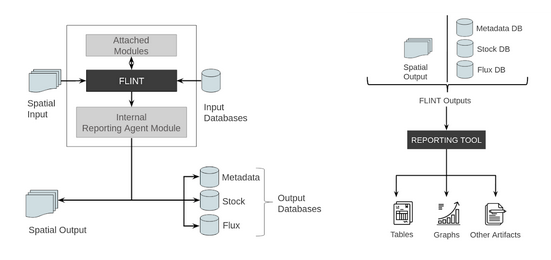 Attached
Modules
FLINT
Spatial
Input
Input
Databases
Internal
Reporting Agent Module
Metadata
Stock
Flux
Output
Databases
Spatial Output
Metadata DB
Stock DB
Flux DB
Spatial
Output
FLINT Outputs
REPORTING TOOL
Tables
Graphs
Other Artifacts